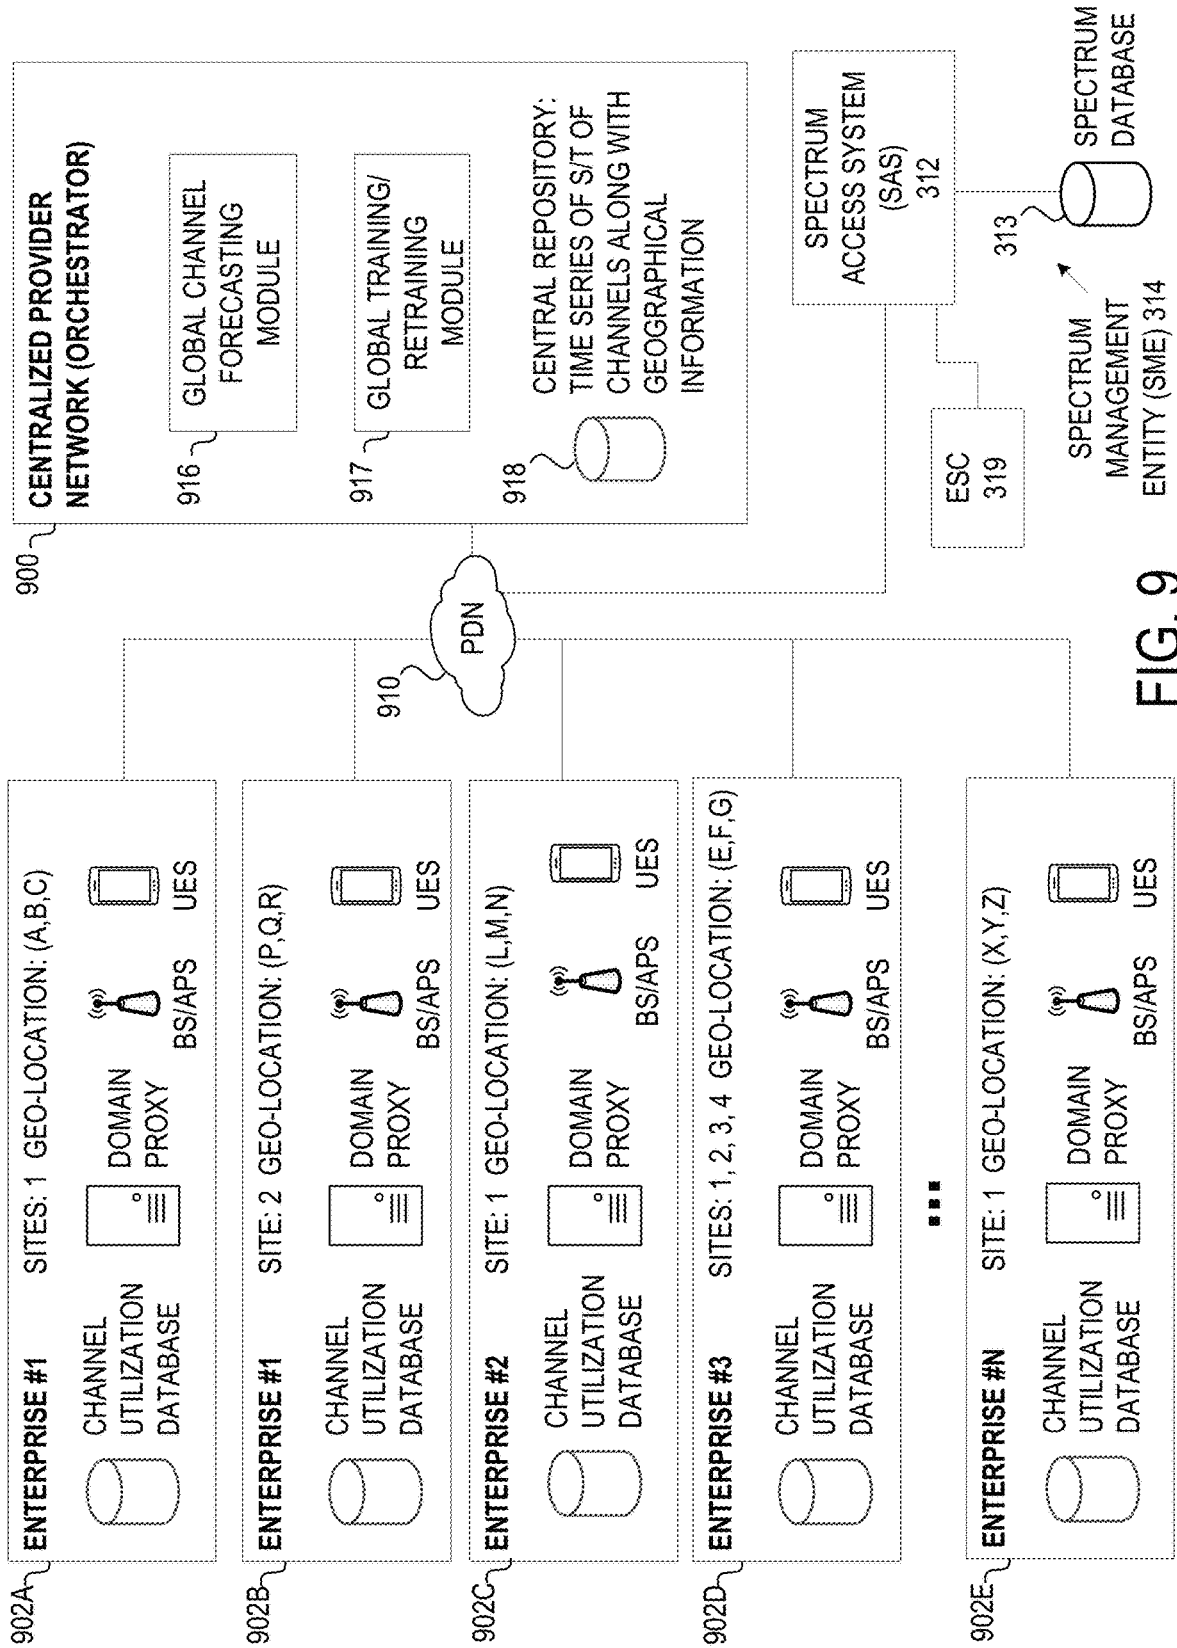 902A
ENTERPRISE #1
SITES: 1 GEO-LOCATION: (A,B,C)
CHANNEL
UTILIZATION
DATABASE
DOMAIN
PROXY
BS/APS
UES
902B
ENTERPRISE #1
SITE: 2 GEO-LOCATION: (P,Q,R)
CHANNEL
UTILIZATION
DATABASE
DOMAIN
PROXY
BS/APS
UES
902C
ENTERPRISE #2
SITE: 1 GEO-LOCATION: (L,M,N)
CHANNEL
UTILIZATION
DATABASE
DOMAIN
PROXY
BS/APS
UES
902D
ENTERPRISE #3
SITES: 1, 2, 3, 4 GEO-LOCATION: (E,F,G)
CHANNEL
UTILIZATION
DATABASE
DOMAIN
PROXY
BS/APS
UES
902E
ENTERPRISE #N
SITE: 1 GEO-LOCATION: (X,Y,Z)
CHANNEL
UTILIZATION
DATABASE
DOMAIN
PROXY
BS/APS
UES
910
PDN
900
CENTRALIZED PROVIDER
NETWORK (ORCHESTRATOR)
916
GLOBAL CHANNEL
FORECASTING
MODULE
917
GLOBAL TRAINING/
RETRAINING
MODULE
918
CENTRAL REPOSITORY:
TIME SERIES OF S/T OF
CHANNELS ALONG WITH
GEOGRAPHICAL
INFORMATION
SPECTRUM
ACCESS SYSTEM
(SAS)
312
ESC
319
313
SPECTRUM
DATABASE
SPECTRUM
MANAGEMENT
ENTITY (SME) 314
FIG. 9